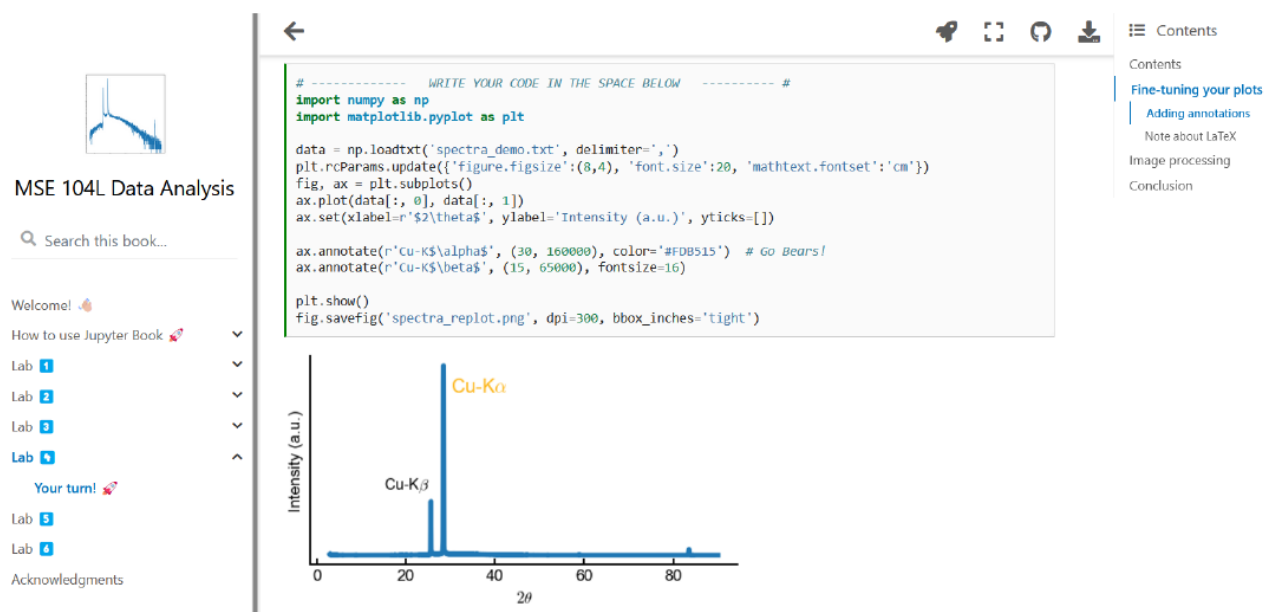 MSE 104L Data Analysis
Search this book...
Welcome! 👋🏼
How to use Jupyter Book 🚀
Lab 1️⃣
Lab 2️⃣
Lab 3️⃣
Lab 4️⃣
Your turn! 🚀
Lab 5️⃣
Lab 6️⃣
Acknowledgments
# ------------- WRITE YOUR CODE IN THE SPACE BELOW ---------- #
import numpy as np
import matplotlib.pyplot as plt
data = np.loadtxt('spectra_demo.txt', delimiter=',')
plt.rcParams.update({'figure.figsize':(8,4), 'font.size':20, 'mathtext.fontset':'cm'})
fig, ax = plt.subplots()
ax.plot(data[:, 0], data[:, 1])
ax.set(xlabel=r'$2\theta$', ylabel='Intensity (a.u.)', yticks=[])
ax.annotate(r'Cu-K$\alpha$', (30, 160000), color='#FDB515')  # Go Bears!
ax.annotate(r'Cu-K$\beta$', (15, 65000), fontsize=16)
plt.show()
fig.savefig('spectra_replot.png', dpi=300, bbox_inches='tight')
Cu-Kα
Cu-Kβ
Intensity (a.u.)
0 20 40 60 80
2θ
Contents
Contents
Fine-tuning your plots
Adding annotations
Note about LaTeX
Image processing
Conclusion